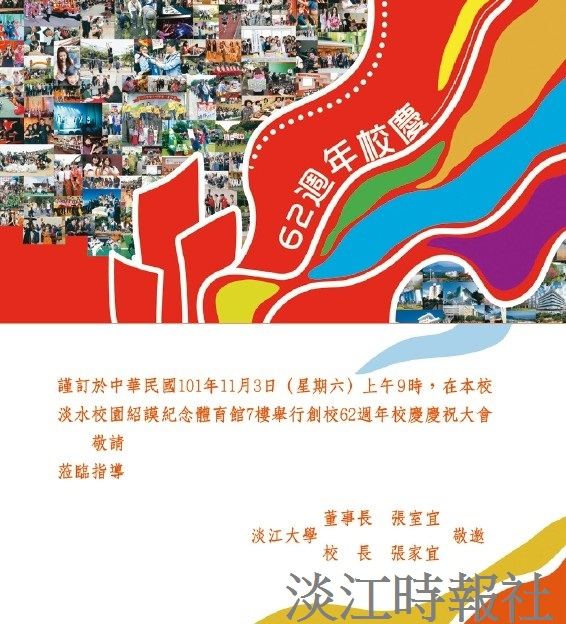 62週年校慶
謹訂於中華民國101年11月3日（星期六）上午9時，在本校
淡水校園紹謨紀念體育館7樓舉行創校62週年校慶慶祝大會
敬請
蒞臨指導
董事長 張室宜
淡江大學 敬邀
校長 張家宜
淡江時報社